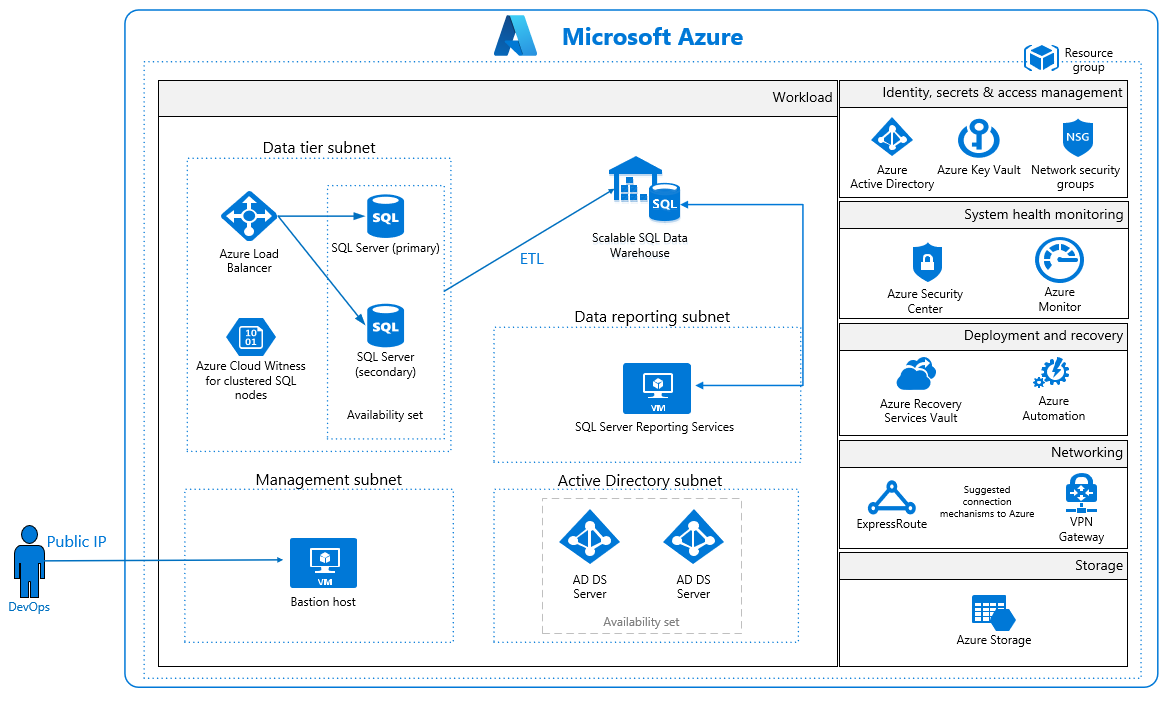 Microsoft Azure
Resource
group
Workload
Data tier subnet
Azure Load
Balancer
SQL
SQL Server (primary)
SQL
SQL Server
(secondary)
Availability set
10
01
Azure Cloud Witness
for clustered SQL
nodes
ETL
SQL
Scalable SQL Data
Warehouse
Data reporting subnet
VM
SQL Server Reporting Services
Management subnet
VM
Bastion host
Public IP
DevOps
Active Directory subnet
AD DS
Server
AD DS
Server
Availability set
Identity, secrets & access management
Azure
Active Directory
Azure Key Vault
NSG
Network security
groups
System health monitoring
Azure Security
Center
Azure
Monitor
Deployment and recovery
Azure Recovery
Services Vault
Azure
Automation
Networking
ExpressRoute
Suggested
connection
mechanisms to Azure
VPN
Gateway
Storage
Azure Storage